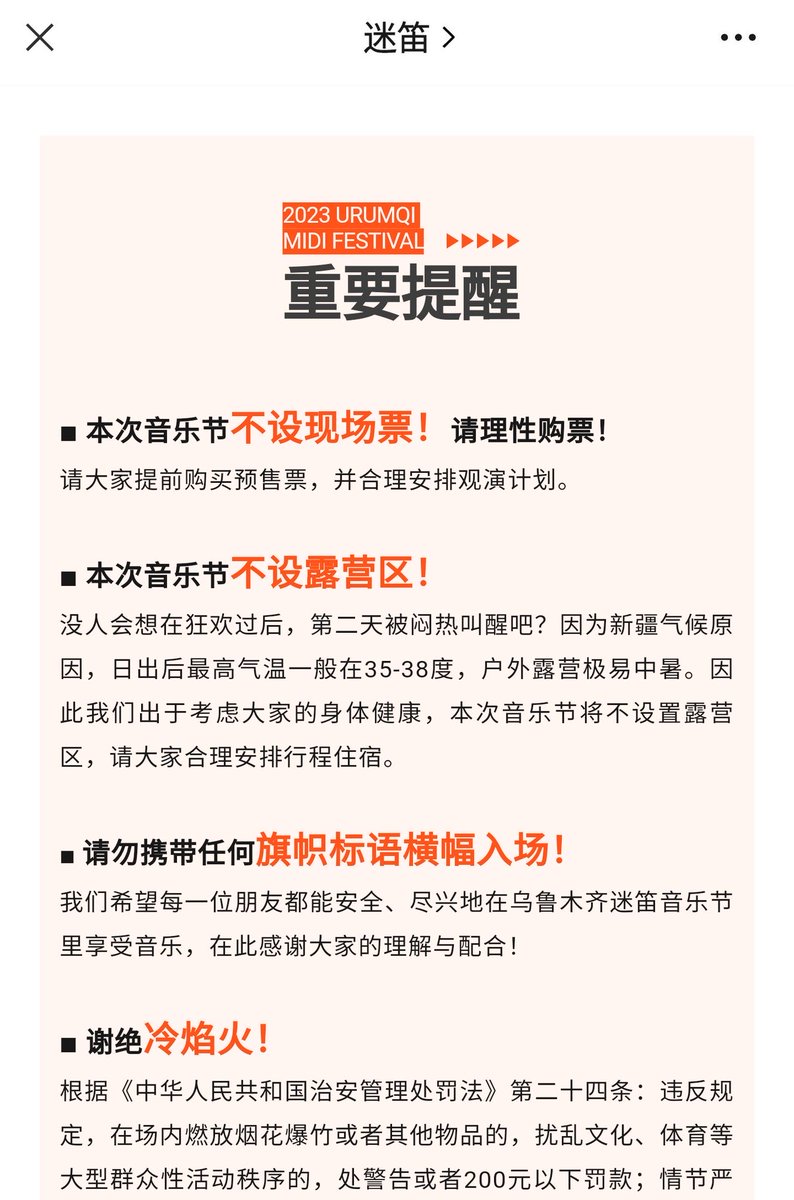 迷笛
2023 URUMQI
MIDI FESTIVAL
重要提醒
■ 本次音乐节不设现场票！请理性购票！
请大家提前购买预售票，并合理安排观演计划。
■ 本次音乐节不设露营区！
没人会想在狂欢过后，第二天被闷热叫醒吧？因为新疆气候原
因，日出后最高气温一般在35-38度，户外露营极易中暑。因
此我们出于考虑大家的身体健康，本次音乐节将不设置露营
区，请大家合理安排行程住宿。
■ 请勿携带任何旗帜标语横幅入场！
我们希望每一位朋友都能安全、尽兴地在乌鲁木齐迷笛音乐节
里享受音乐，在此感谢大家的理解与配合！
■ 谢绝冷焰火！
根据《中华人民共和国治安管理处罚法》第二十四条：违反规
定，在场内燃放烟花爆竹或者其他物品的，扰乱文化、体育等
大型群众性活动秩序的，处警告或者200元以下罚款；情节严